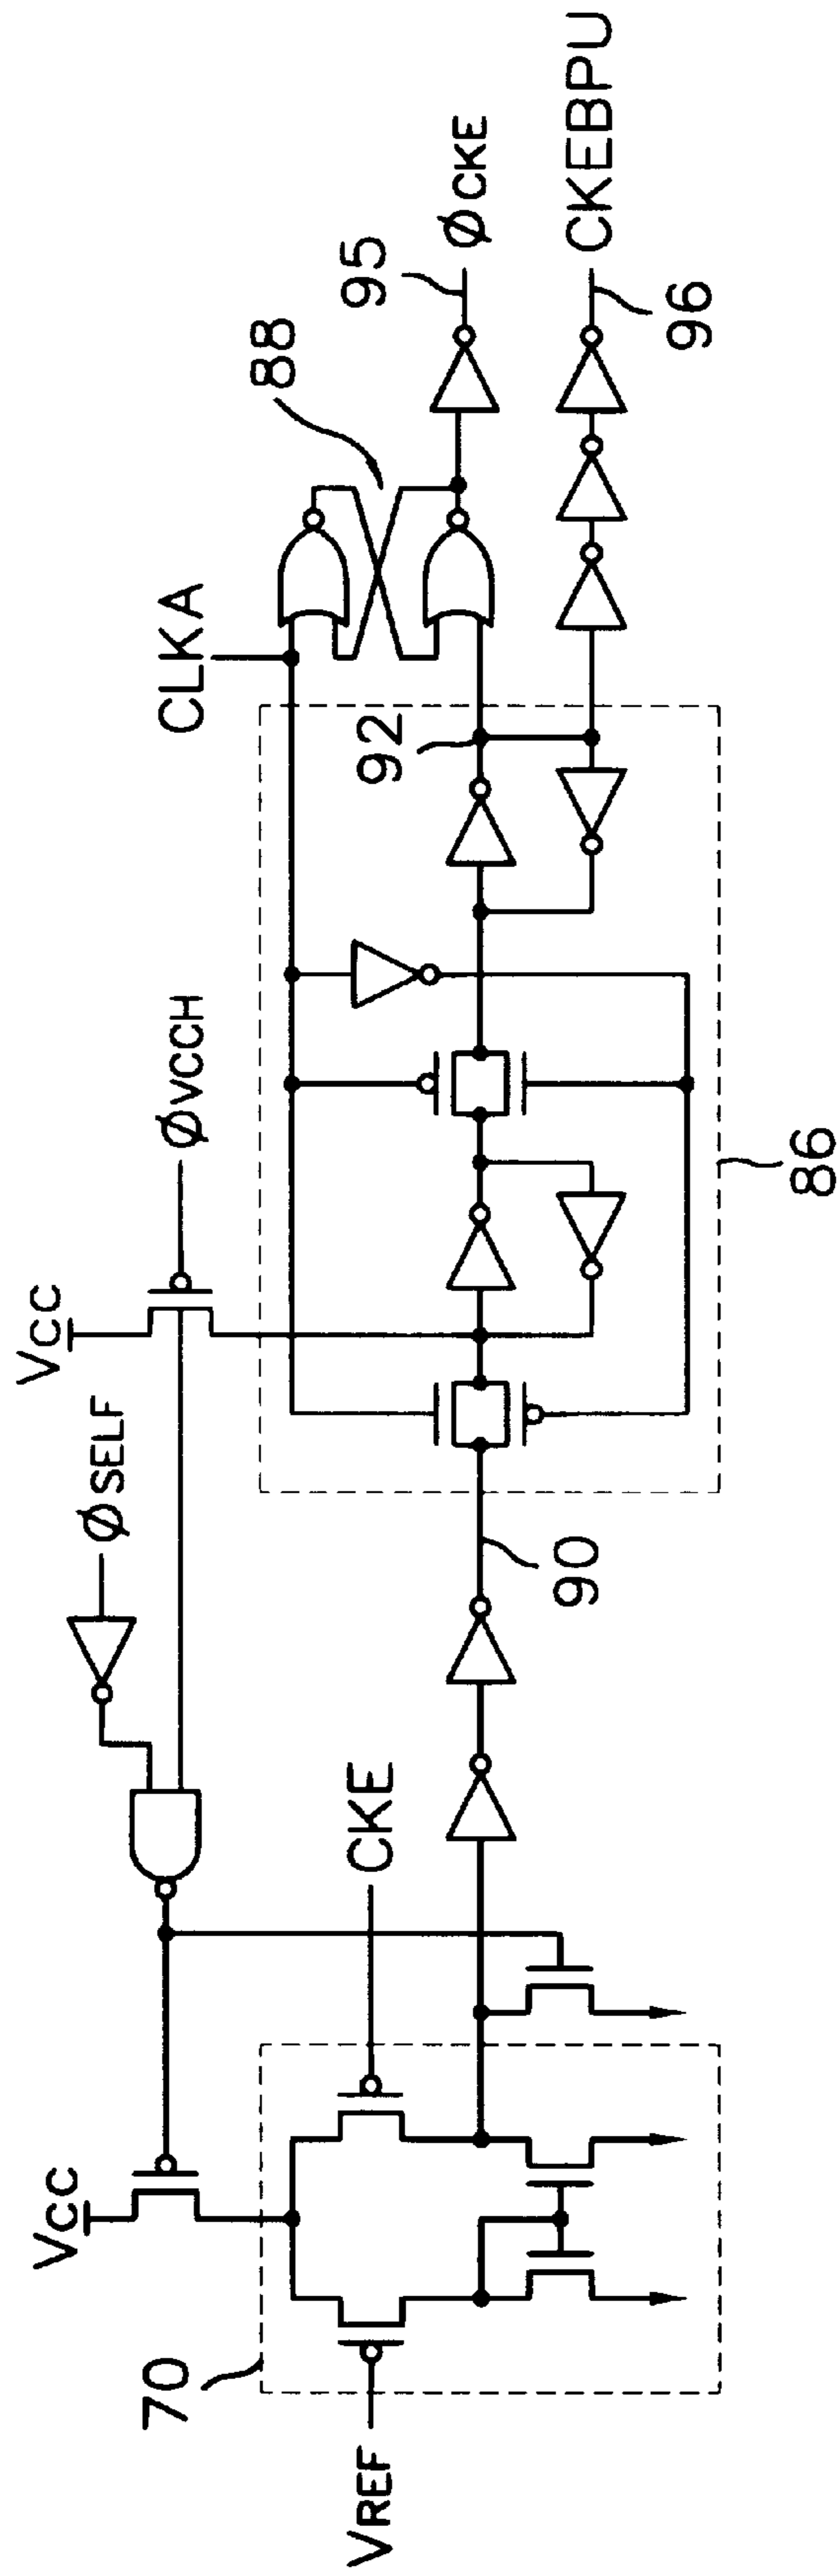 VREF
70
VCC
CKE
øSELF
VCC
øVCCH
90
86
CLKA
92
88
95
øCKE
CKEBPU
96